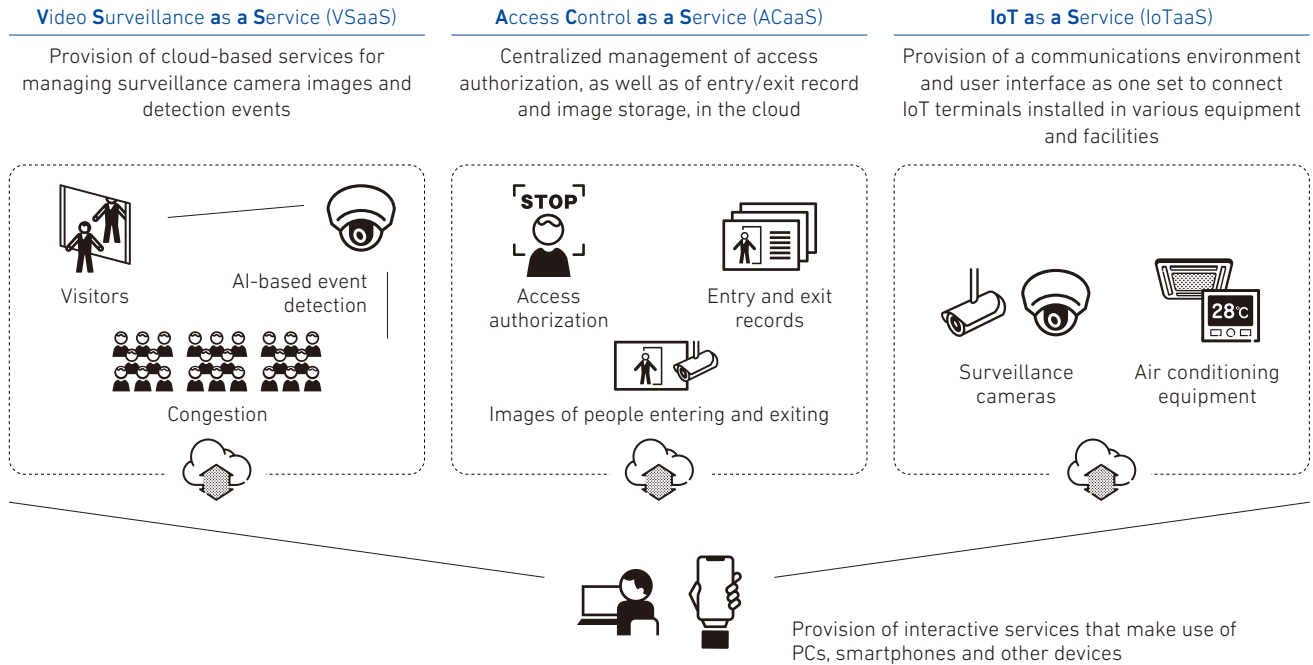 Video Surveillance as a Service (VSaaS)
Provision of cloud-based services for
managing surveillance camera images and
detection events
Visitors
AI-based event
detection
Congestion
Access Control as a Service (ACaaS)
Centralized management of access
authorization, as well as of entry/exit record
and image storage, in the cloud
STOP
Access
authorization
Entry and exit
records
Images of people entering and exiting
IoT as a Service (IoTaaS)
Provision of a communications environment
and user interface as one set to connect
IoT terminals installed in various equipment
and facilities
28℃
Surveillance
cameras
Air conditioning
equipment
Provision of interactive services that make use of
PCs, smartphones and other devices